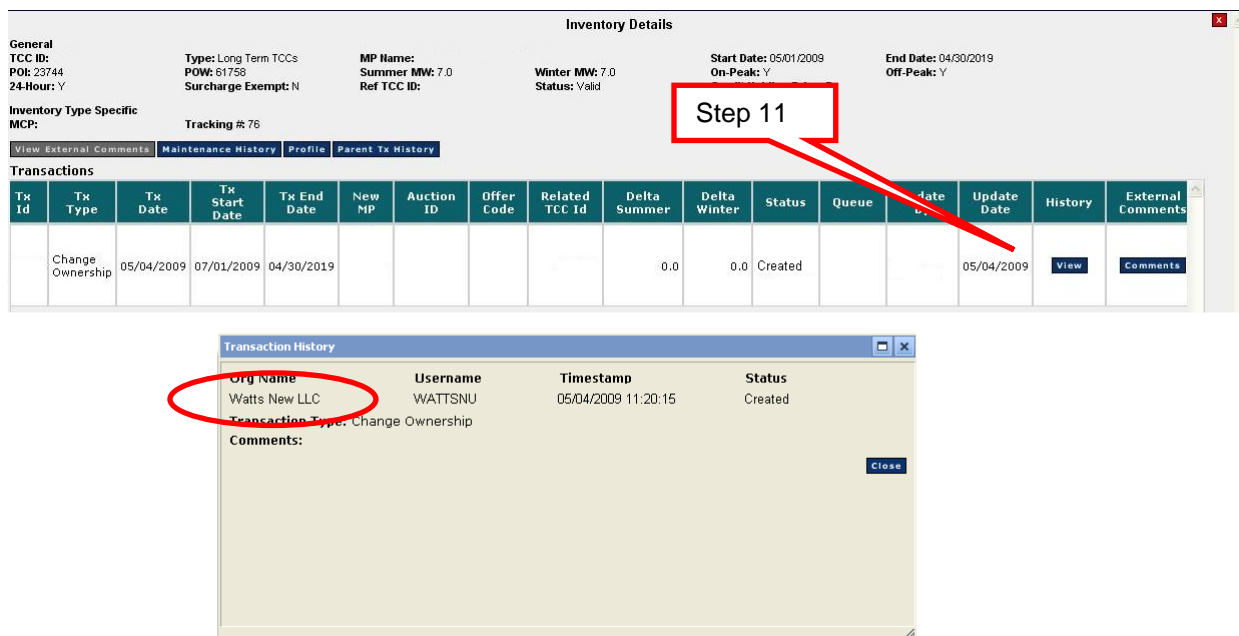 Inventory Details
X
General
TCC ID: Type: Long Term TCCs MP Name: Start Date: 05/01/2009 End Date: 04/30/2019
POI: 23744 POW: 61758 Summer MW: 7.0 Winter MW: 7.0 On-Peak: Y Off-Peak: Y
24-Hour: Y Surcharge Exempt: N Ref TCC ID: Status: Valid
Step 11
Inventory Type Specific
MCP: Tracking #: 76
View External Comments Maintenance History Profile Parent Tx History
Transactions
Tx Id Tx Type Tx Date Tx Start Date Tx End Date New MP Auction ID Offer Code Related TCC Id Delta Summer Delta Winter Status Queue Update Date History External Comments
Change Ownership 05/04/2009 07/01/2009 04/30/2019 0.0 0.0 Created 05/04/2009 View Comments
Transaction History
Org Name Username Timestamp Status
Watts New LLC WATTSNU 05/04/2009 11:20:15 Created
Transaction Type: Change Ownership
Comments:
Close